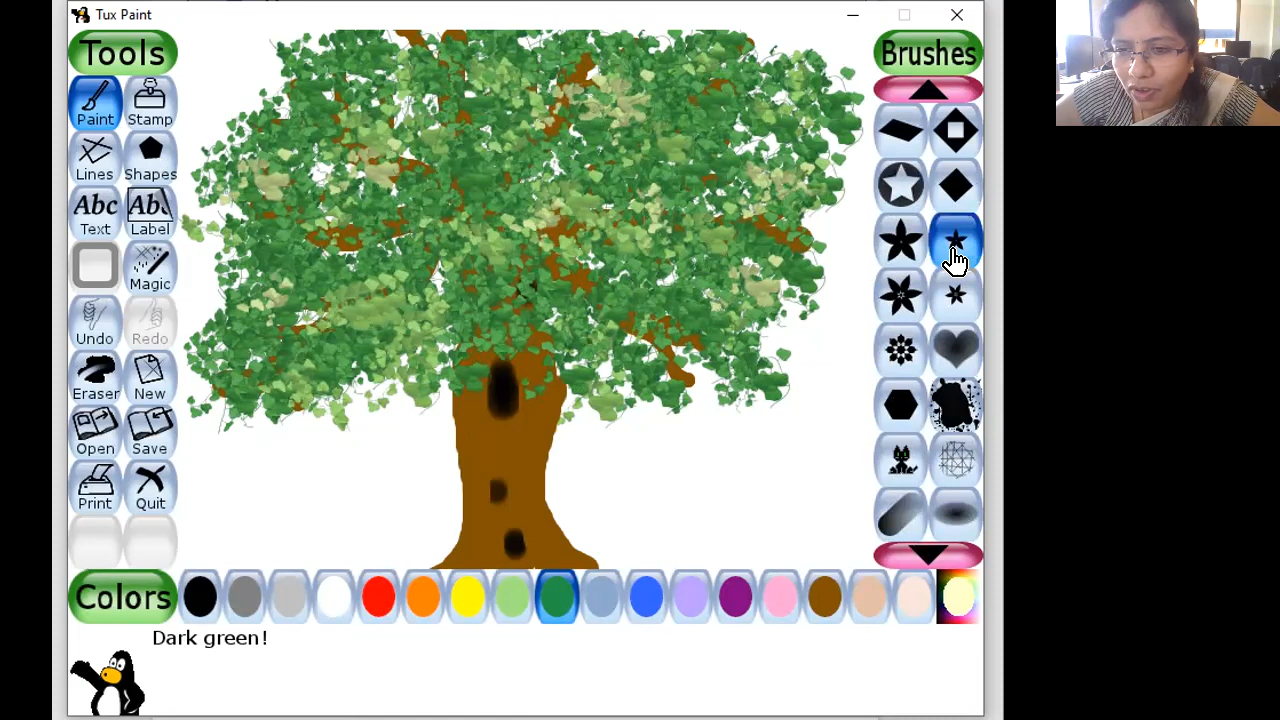 Tux Paint
Tools
Brushes
Paint
Stamp
Lines
Shapes
Abc
Abc
Text
Label
Magic
Undo
Redo
Eraser
New
Open
Save
Print
Quit
Colors
Dark green!